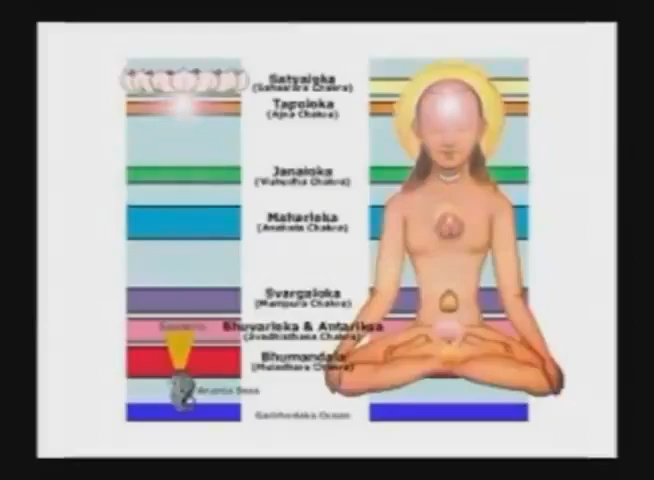 Satyaloka
(Sahasrara Chakra)
Tapoloka
(Ajna Chakra)
Janaloka
(Vishudha Chakra)
Maharloka
(Anahata Chakra)
Svargaloka
(Manipura Chakra)
Bhuvarloka & Antariksa
(Svadhisthana Chakra)
Bhumandala
(Muladhara Chakra)
Ananta Sesa
Garbhodaka Ocean